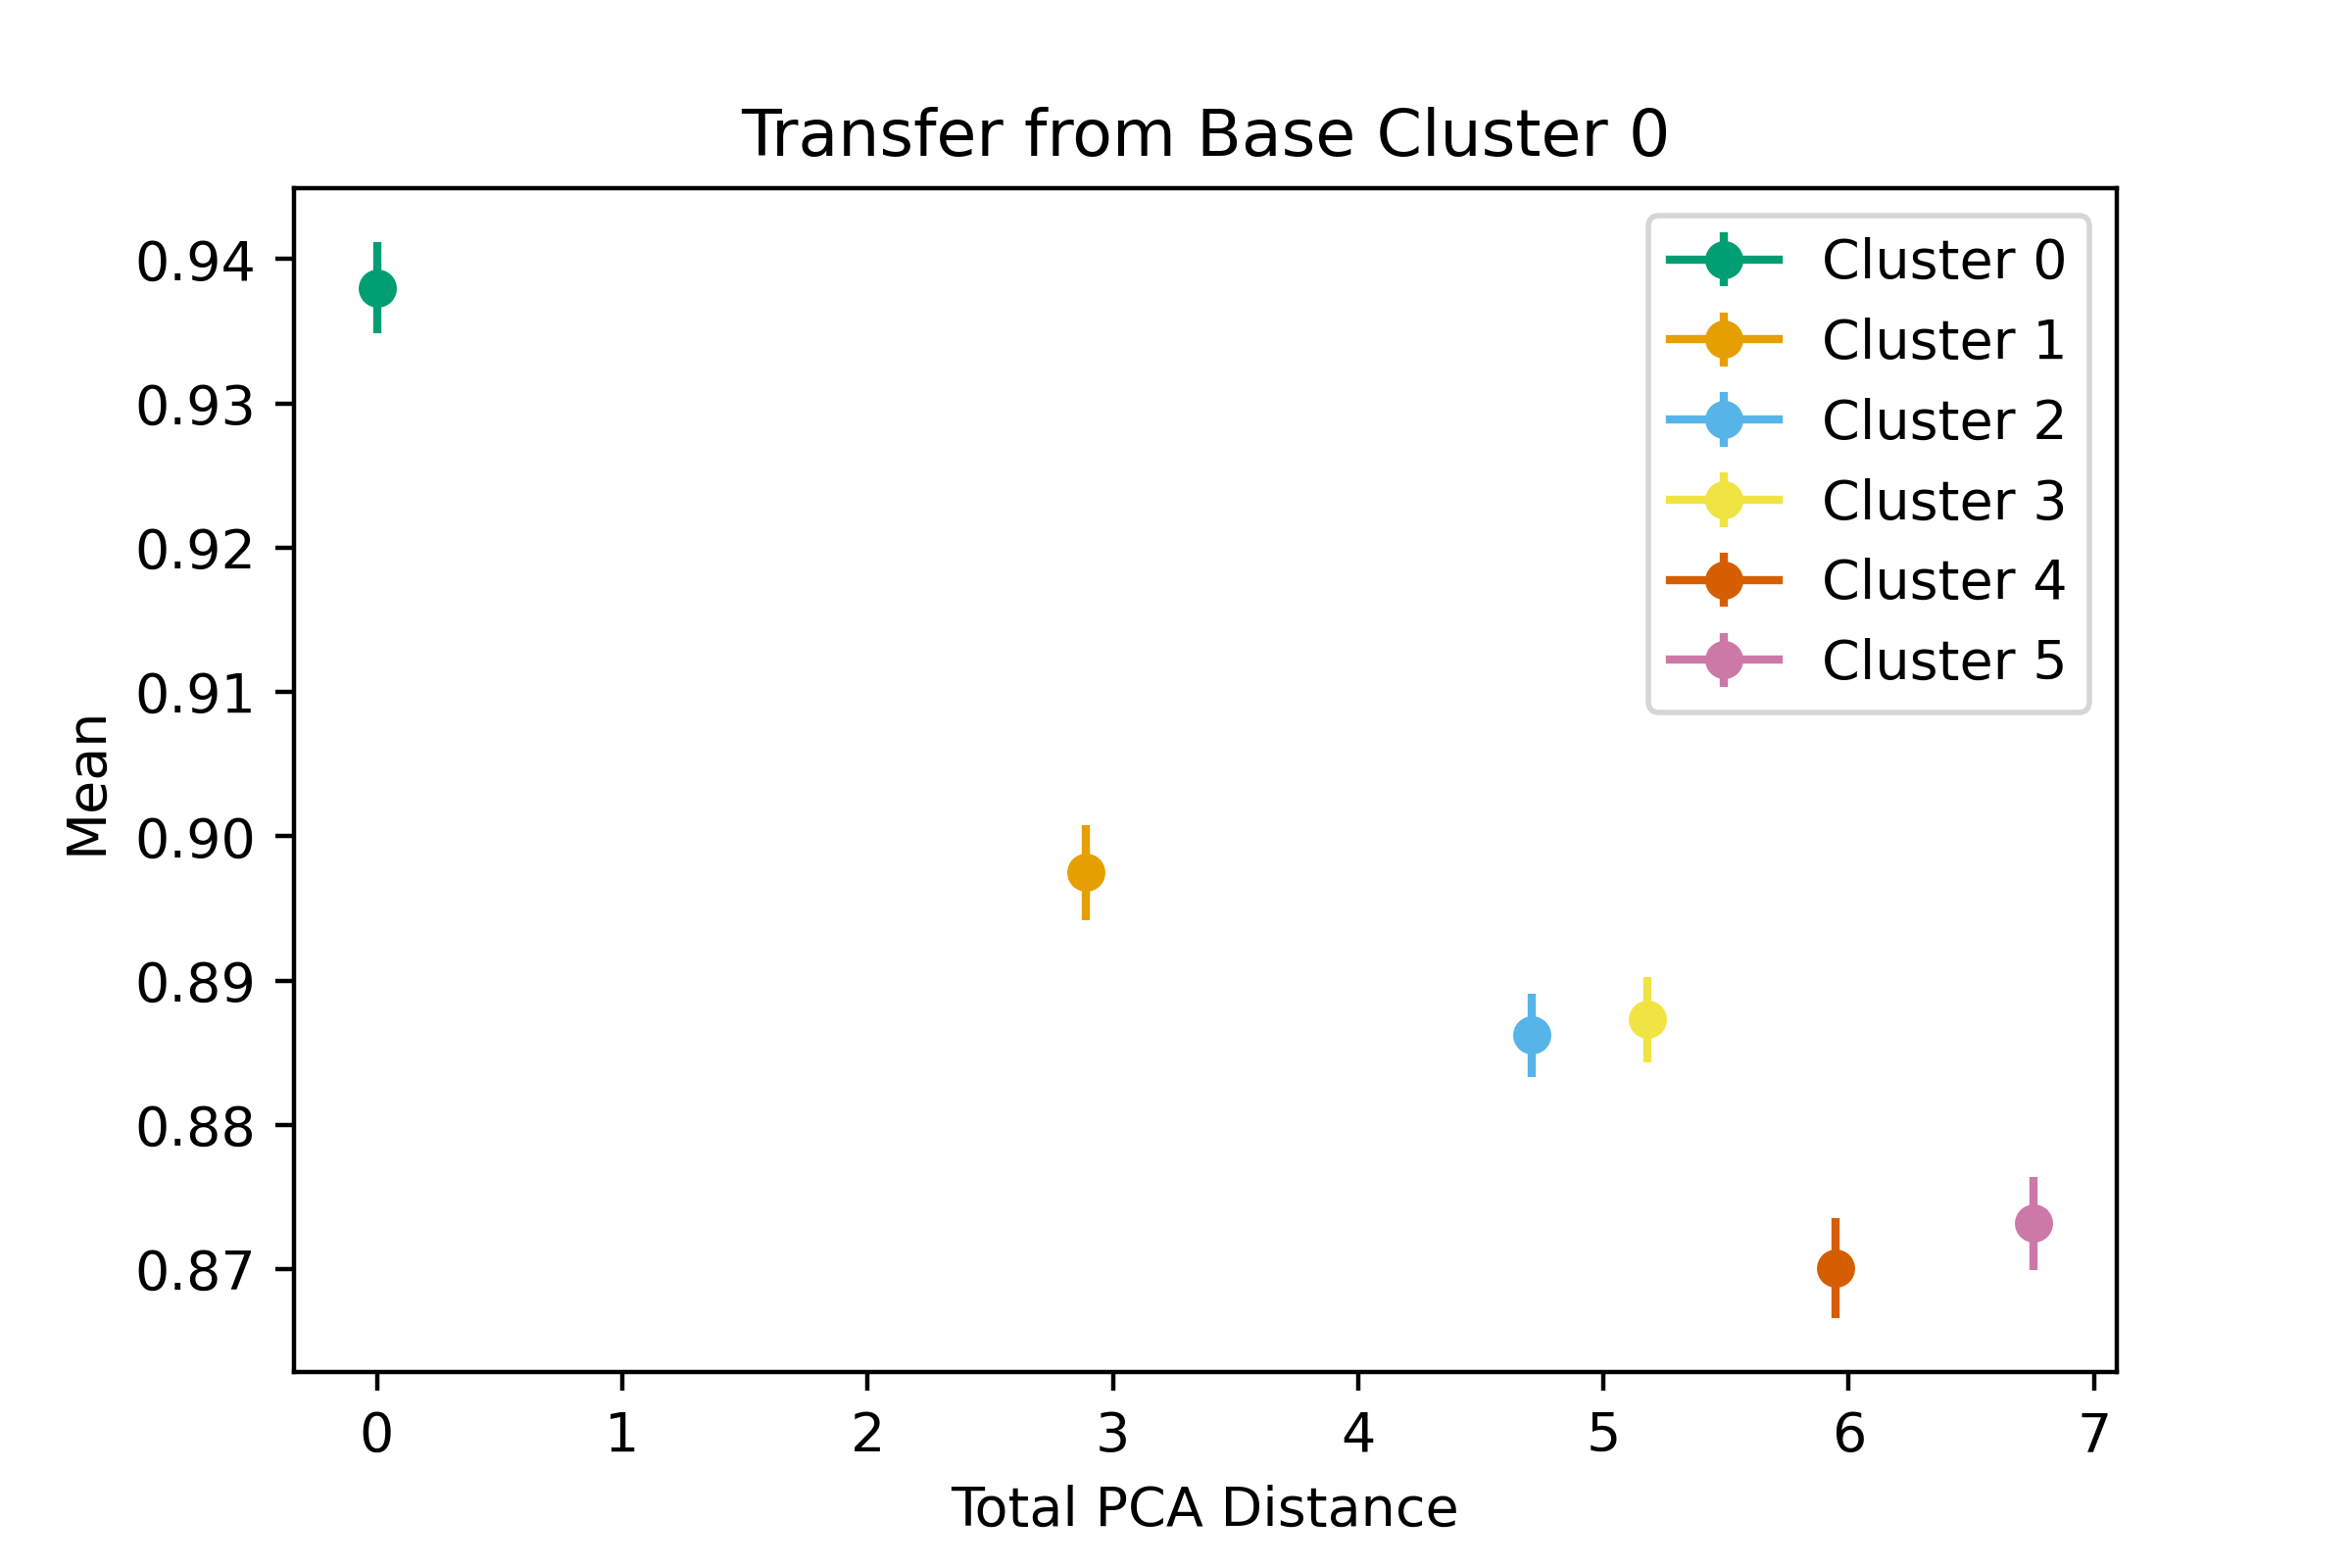 Transfer from Base Cluster 0
Mean
0.94
0.93
0.92
0.91
0.90
0.89
0.88
0.87
Cluster 0
Cluster 1
Cluster 2
Cluster 3
Cluster 4
Cluster 5
0 1 2 3 4 5 6 7
Total PCA Distance